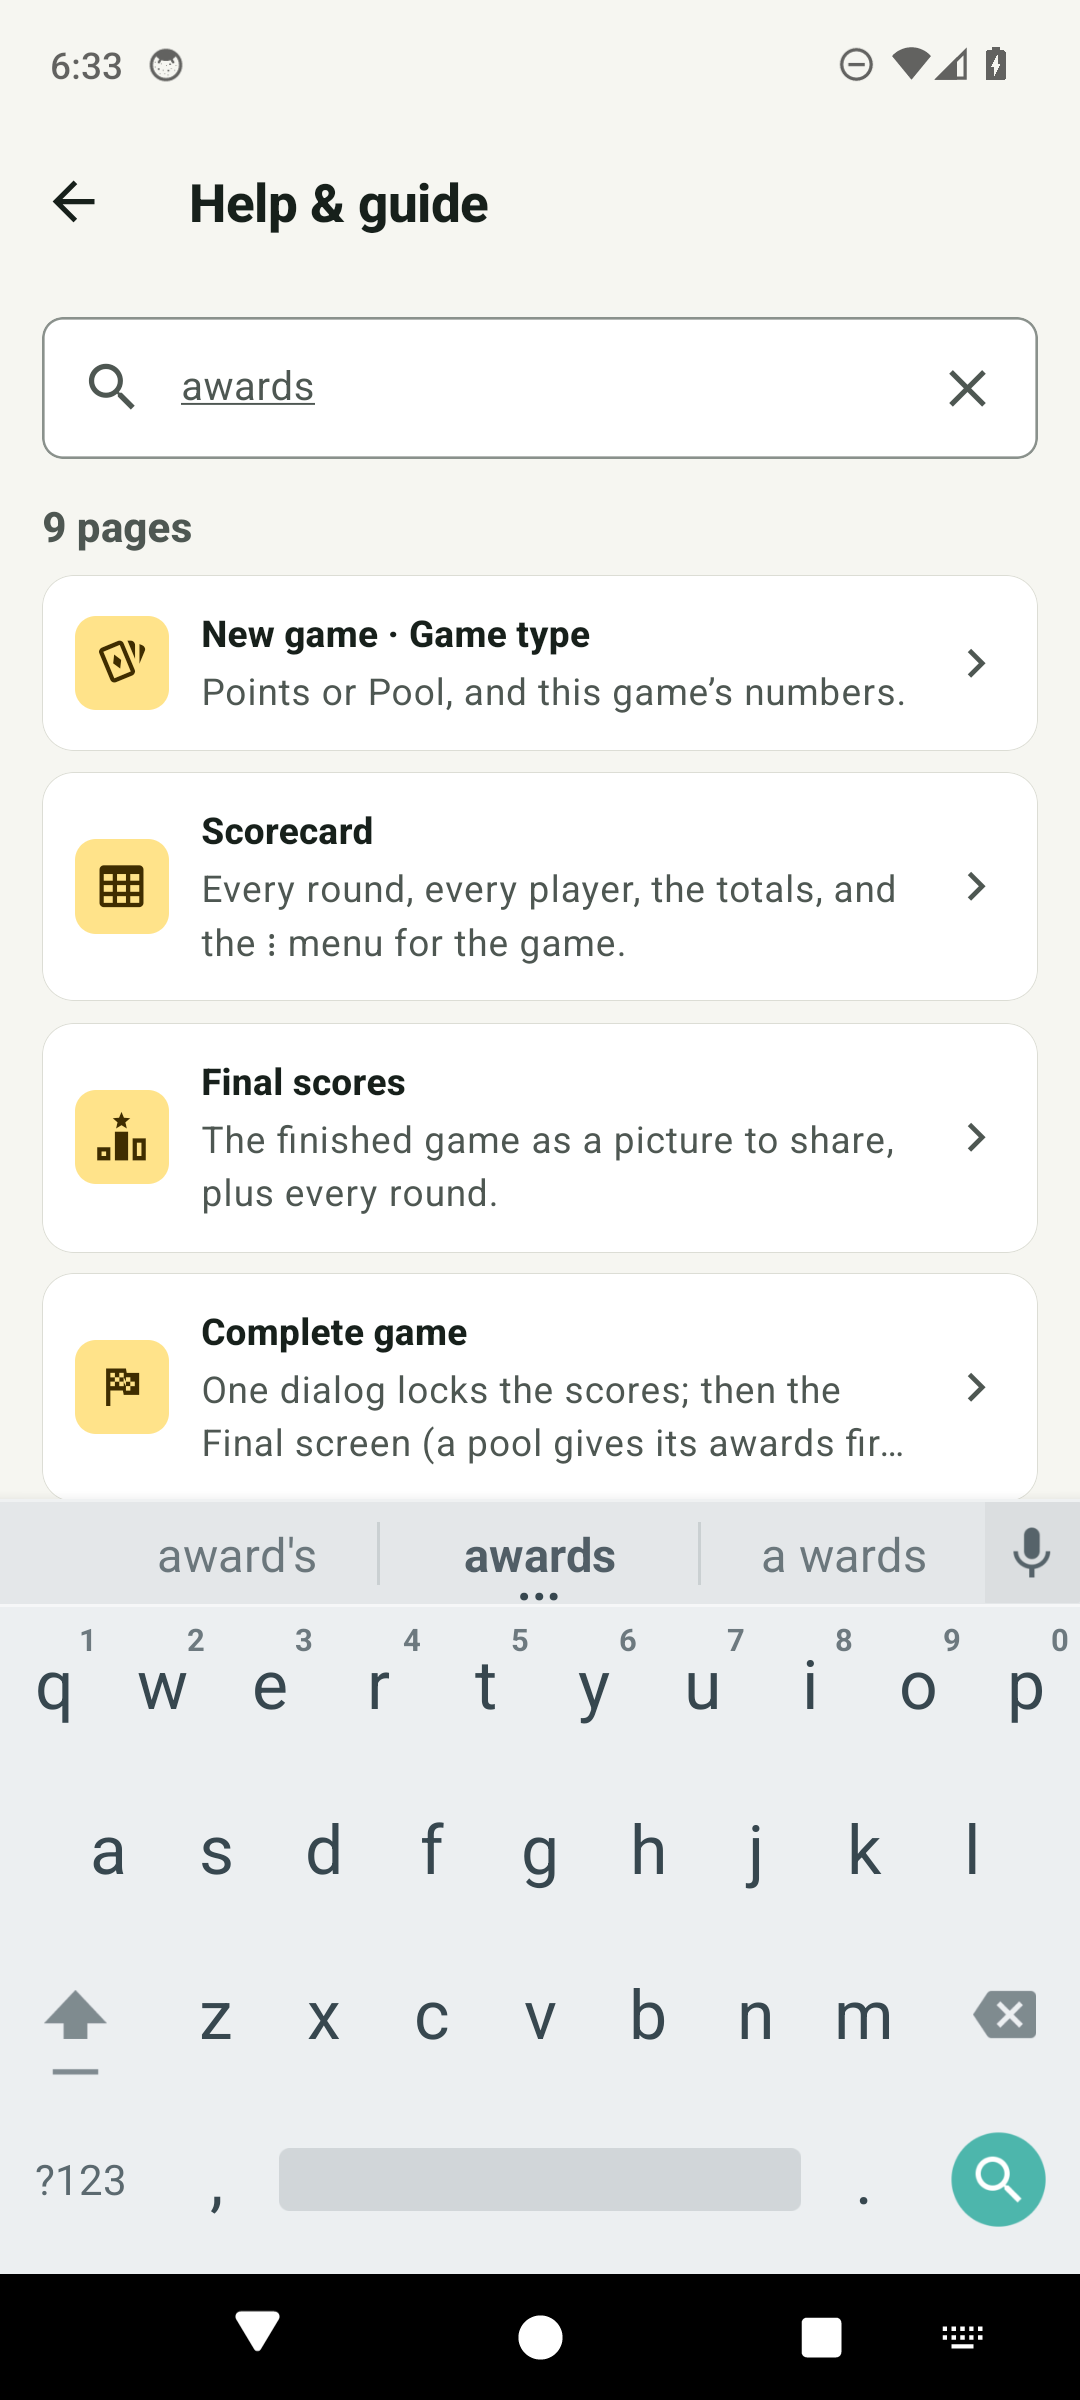 6:33
Help & guide
awards
9 pages
New game · Game type
Points or Pool, and this game’s numbers.
Scorecard
Every round, every player, the totals, and
the ⋮ menu for the game.
Final scores
The finished game as a picture to share,
plus every round.
Complete game
One dialog locks the scores; then the
Final screen (a pool gives its awards fir…
award's awards a wards
1 2 3 4 5 6 7 8 9 0
q w e r t y u i o p
a s d f g h j k l
z x c v b n m
?123 , .